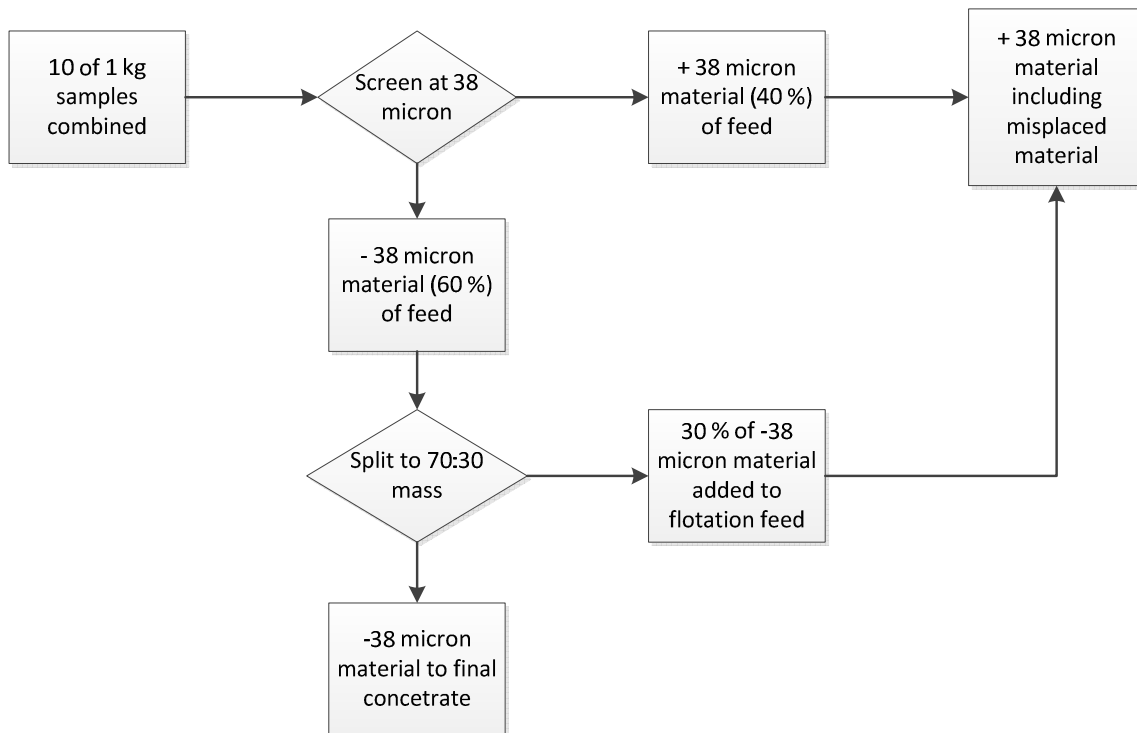 10 of 1 kg
samples
combined
Screen at 38
micron
+ 38 micron
material (40 %)
of feed
+ 38 micron
material
including
misplaced
material
- 38 micron
material (60 %)
of feed
Split to 70:30
mass
30 % of -38
micron material
added to
flotation feed
-38 micron
material to final
concetrate